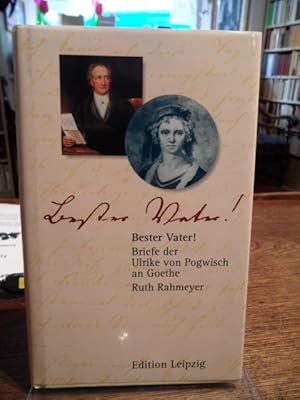 Bester Vater!
Bester Vater!
Briefe der
Ulrike von Pogwisch
an Goethe
Ruth Rahmeyer
Edition Leipzig